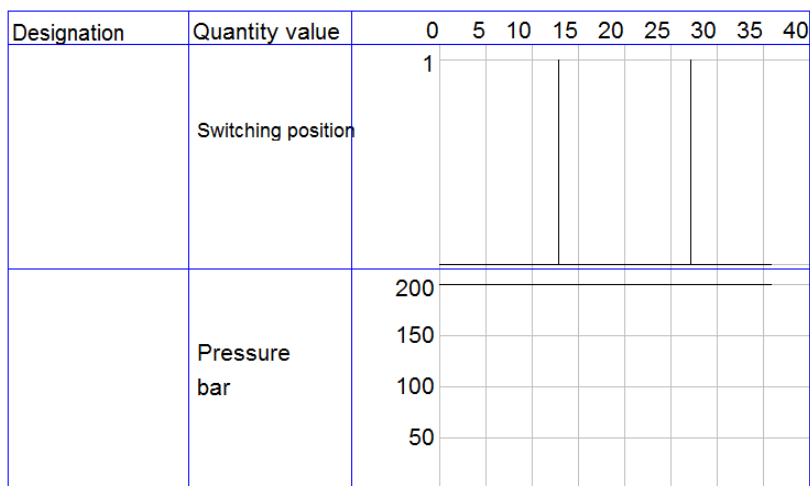 Designation Quantity value 0 5 10 15 20 25 30 35 40
1
Switching position
200
150
Pressure
100
bar
50